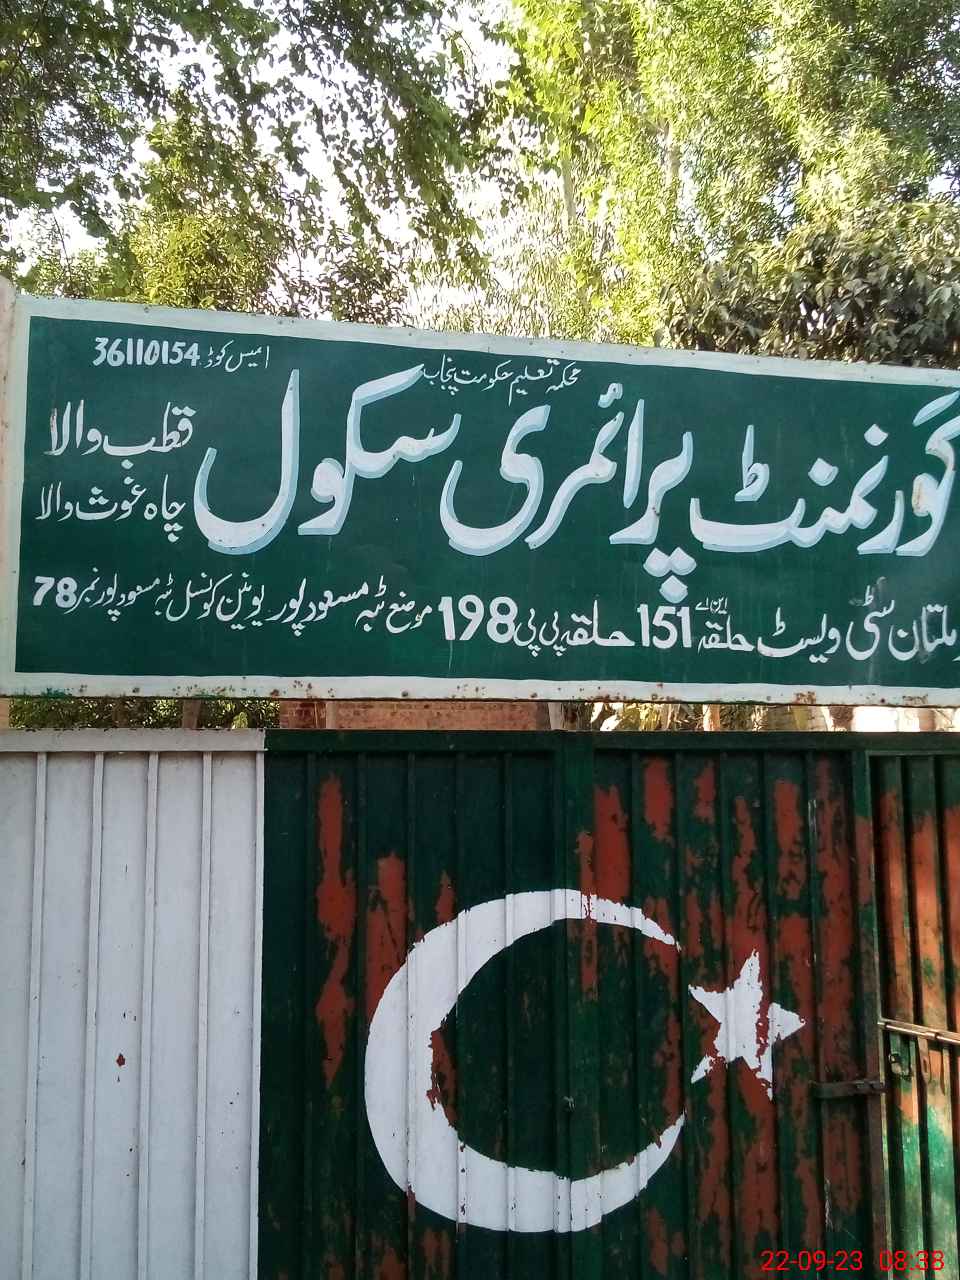 محکمہ تعلیم حکومت پنجاب
ایمس کوڈ 36110154
گورنمنٹ پرائمری سکول
قطب والا
چاہ غوث والا
ملتان سٹی ویسٹ حلقہ این اے 151 حلقہ پی پی 198 موضع ٹبہ مسعود پور یونین کونسل ٹبہ مسعود پور نمبر 78
22-09-23 08:38